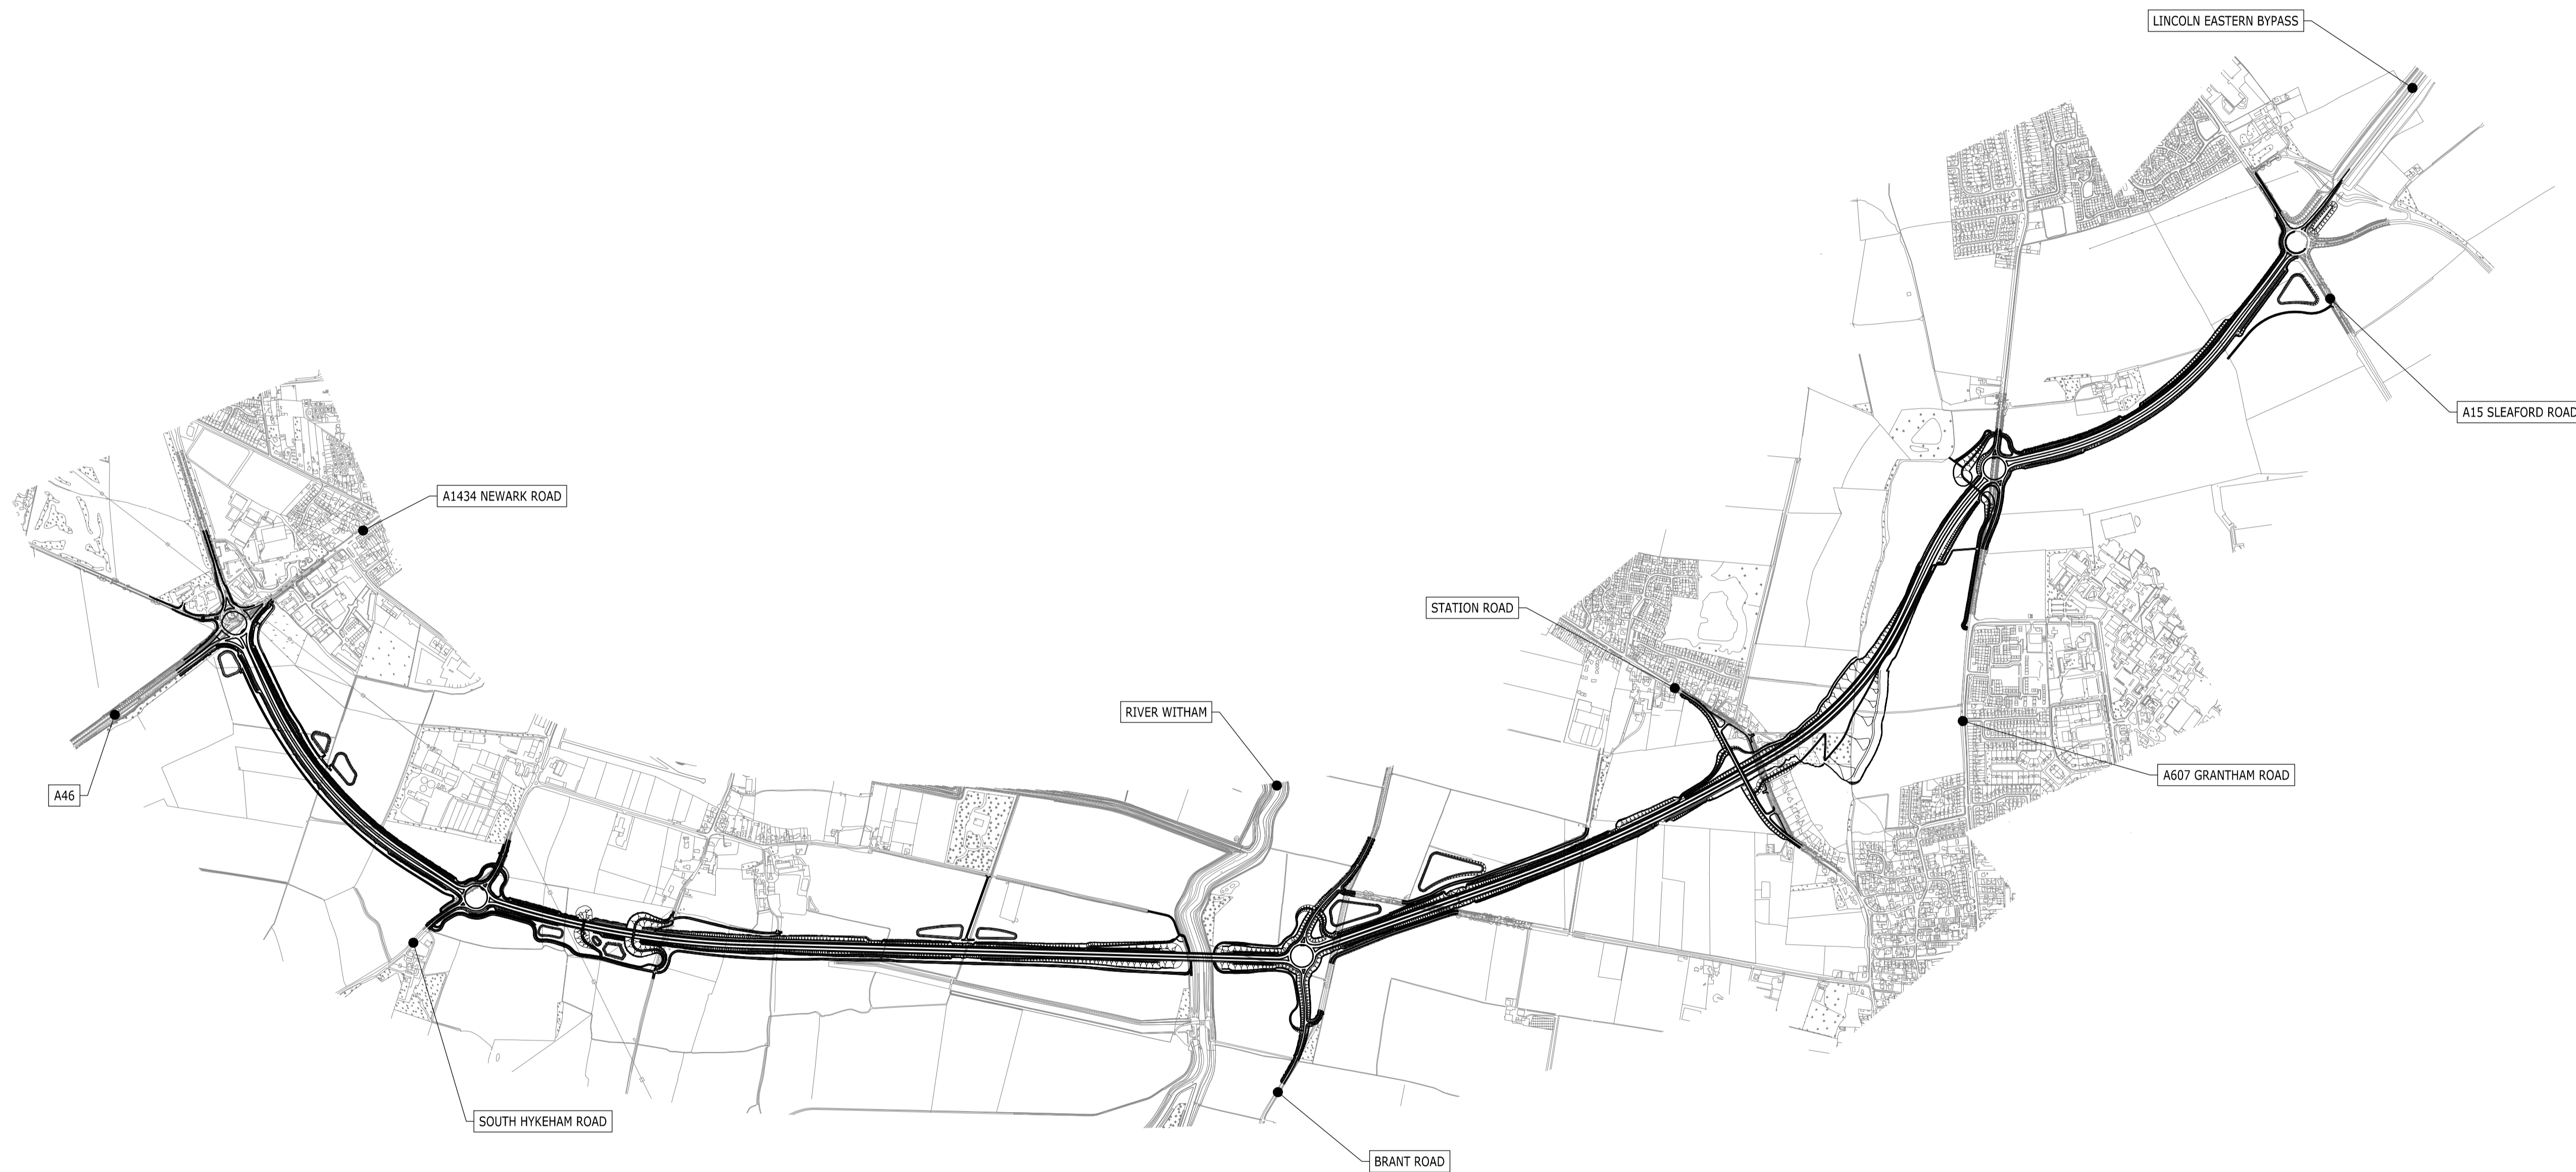 LINCOLN EASTERN BYPASS
A15 SLEAFORD ROAD
A1434 NEWARK ROAD
STATION ROAD
RIVER WITHAM
A607 GRANTHAM ROAD
A46
SOUTH HYKEHAM ROAD
BRANT ROAD